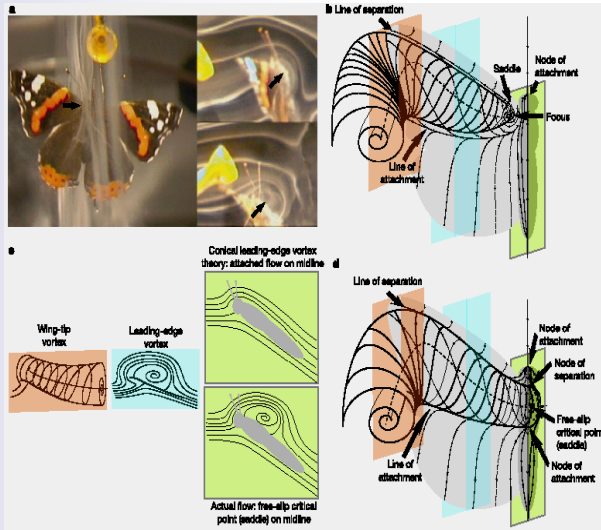 a
b
Line of separation
Saddle
Node of
attachment
Focus
Line of
attachment
c
Conical leading-edge vortex
theory: attached flow on midline
Wing-tip
vortex
Leading-edge
vortex
Actual flow: free-slip critical
point (saddle) on midline
d
Line of separation
Node of
attachment
Node of
separation
Free-slip
critical point
(saddle)
Node of
attachment
Line of
attachment